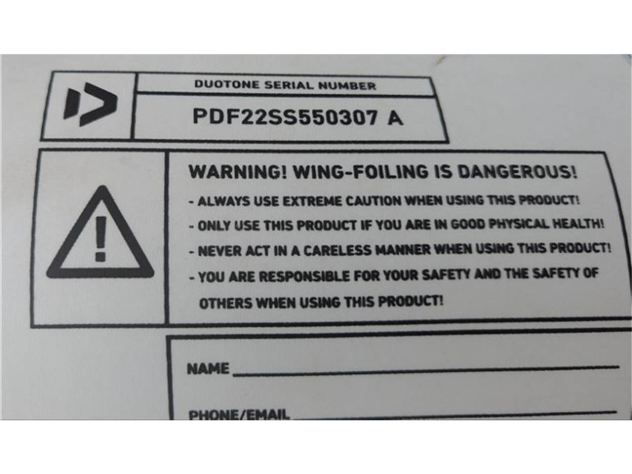 DUOTONE SERIAL NUMBER
PDF22SS550307 A
WARNING! WING-FOILING IS DANGEROUS!
- ALWAYS USE EXTREME CAUTION WHEN USING THIS PRODUCT!
- ONLY USE THIS PRODUCT IF YOU ARE IN GOOD PHYSICAL HEALTH!
- NEVER ACT IN A CARELESS MANNER WHEN USING THIS PRODUCT!
- YOU ARE RESPONSIBLE FOR YOUR SAFETY AND THE SAFETY OF
OTHERS WHEN USING THIS PRODUCT!
NAME
PHONE/EMAIL